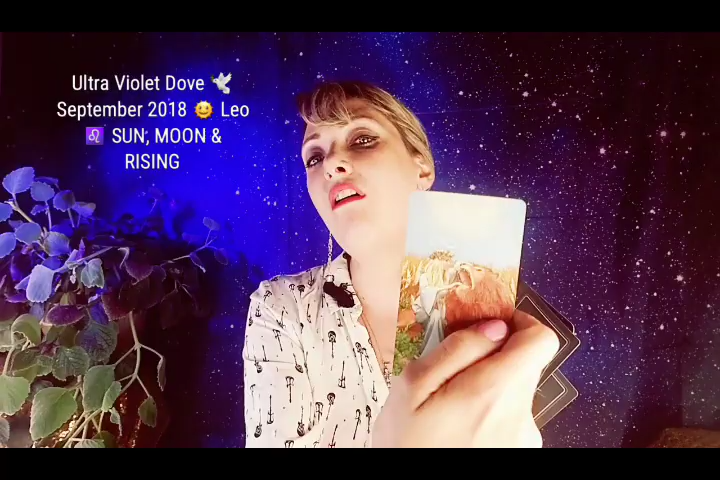 Ultra Violet Dove 🕊️
September 2018 🌞 Leo
♌ SUN, MOON &
RISING